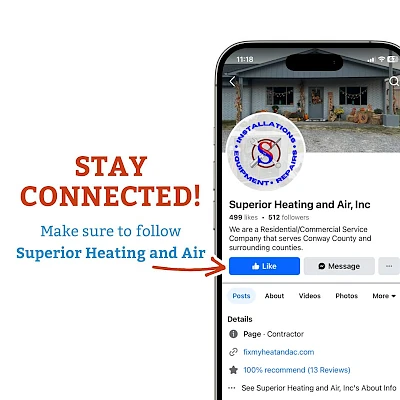 STAY
CONNECTED!
Make sure to follow
Superior Heating and Air
11:18
INSTALLATIONS
EQUIPMENT • REPAIRS
S
Superior Heating and Air, Inc
499 likes • 512 followers
We are a Residential/Commercial Service
Company that serves Conway County and
surrounding counties.
Like
Message
Posts About Videos Photos More
Details
Page · Contractor
fixmyheatandac.com
100% recommend (13 Reviews)
See Superior Heating and Air, Inc's About Info